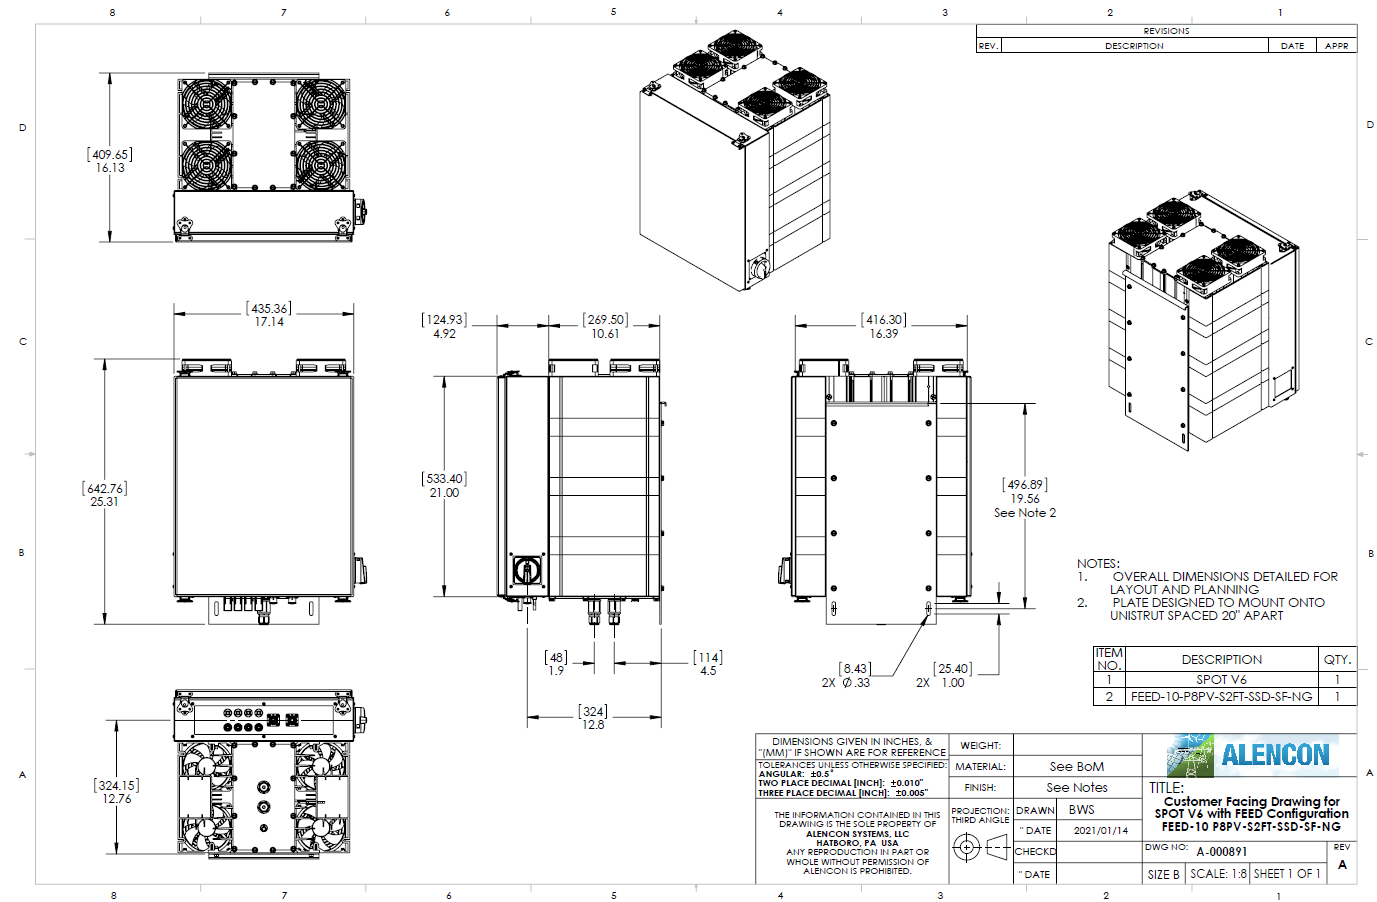 8 7 6 5 4 3 2 1
REVISIONS
REV. DESCRIPTION DATE APPR
D D
[409.65]
16.13
[435.36]
17.14
[124.93]
4.92
[269.50]
10.61
[416.30]
16.39
C C
[642.76]
25.31
[533.40]
21.00
[496.89]
19.56
See Note 2
B B
NOTES:
1. OVERALL DIMENSIONS DETAILED FOR
LAYOUT AND PLANNING
2. PLATE DESIGNED TO MOUNT ONTO
UNISTRUT SPACED 20" APART
[48]
1.9
[114]
4.5
[8.43]
2X Ø.33
[25.40]
2X 1.00
[324]
12.8
ITEM NO. DESCRIPTION QTY.
1 SPOT V6 1
2 FEED-10-P8PV-S2FT-SSD-SF-NG 1
A A
[324.15]
12.76
DIMENSIONS GIVEN IN INCHES, &
"(MM)" IF SHOWN ARE FOR REFERENCE
TOLERANCES UNLESS OTHERWISE SPECIFIED:
ANGULAR: ±0.5°
TWO PLACE DECIMAL [INCH]: ±0.010"
THREE PLACE DECIMAL [INCH]: ±0.005"
THE INFORMATION CONTAINED IN THIS
DRAWING IS THE SOLE PROPERTY OF
ALENCON SYSTEMS, LLC
HATBORO, PA USA
ANY REPRODUCTION IN PART OR
WHOLE WITHOUT PERMISSION OF
ALENCON IS PROHIBITED.
WEIGHT:
MATERIAL: See BoM
FINISH: See Notes
PROJECTION:
THIRD ANGLE
DRAWN BWS
" DATE 2021/01/14
CHECKD
" DATE
ALENCON
TITLE:
Customer Facing Drawing for
SPOT V6 with FEED Configuration
FEED-10 P8PV-S2FT-SSD-SF-NG
DWG NO: A-000891
REV
A
SIZE B SCALE: 1:8 SHEET 1 OF 1
8 7 6 5 4 3 2 1